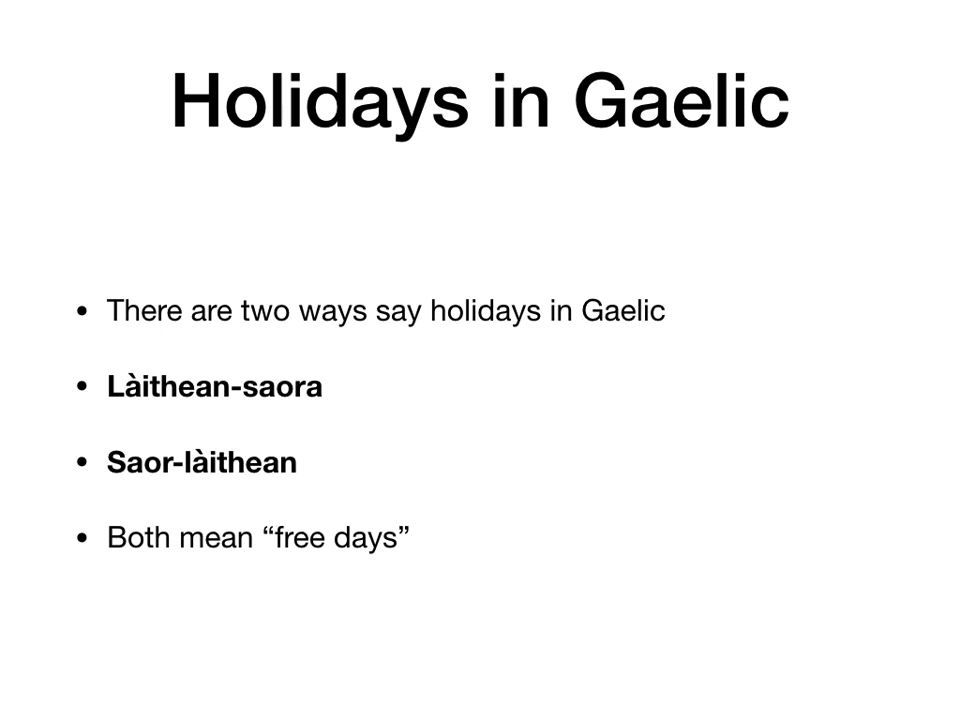 Holidays in Gaelic
• There are two ways say holidays in Gaelic
• Làithean-saora
• Saor-làithean
• Both mean “free days”